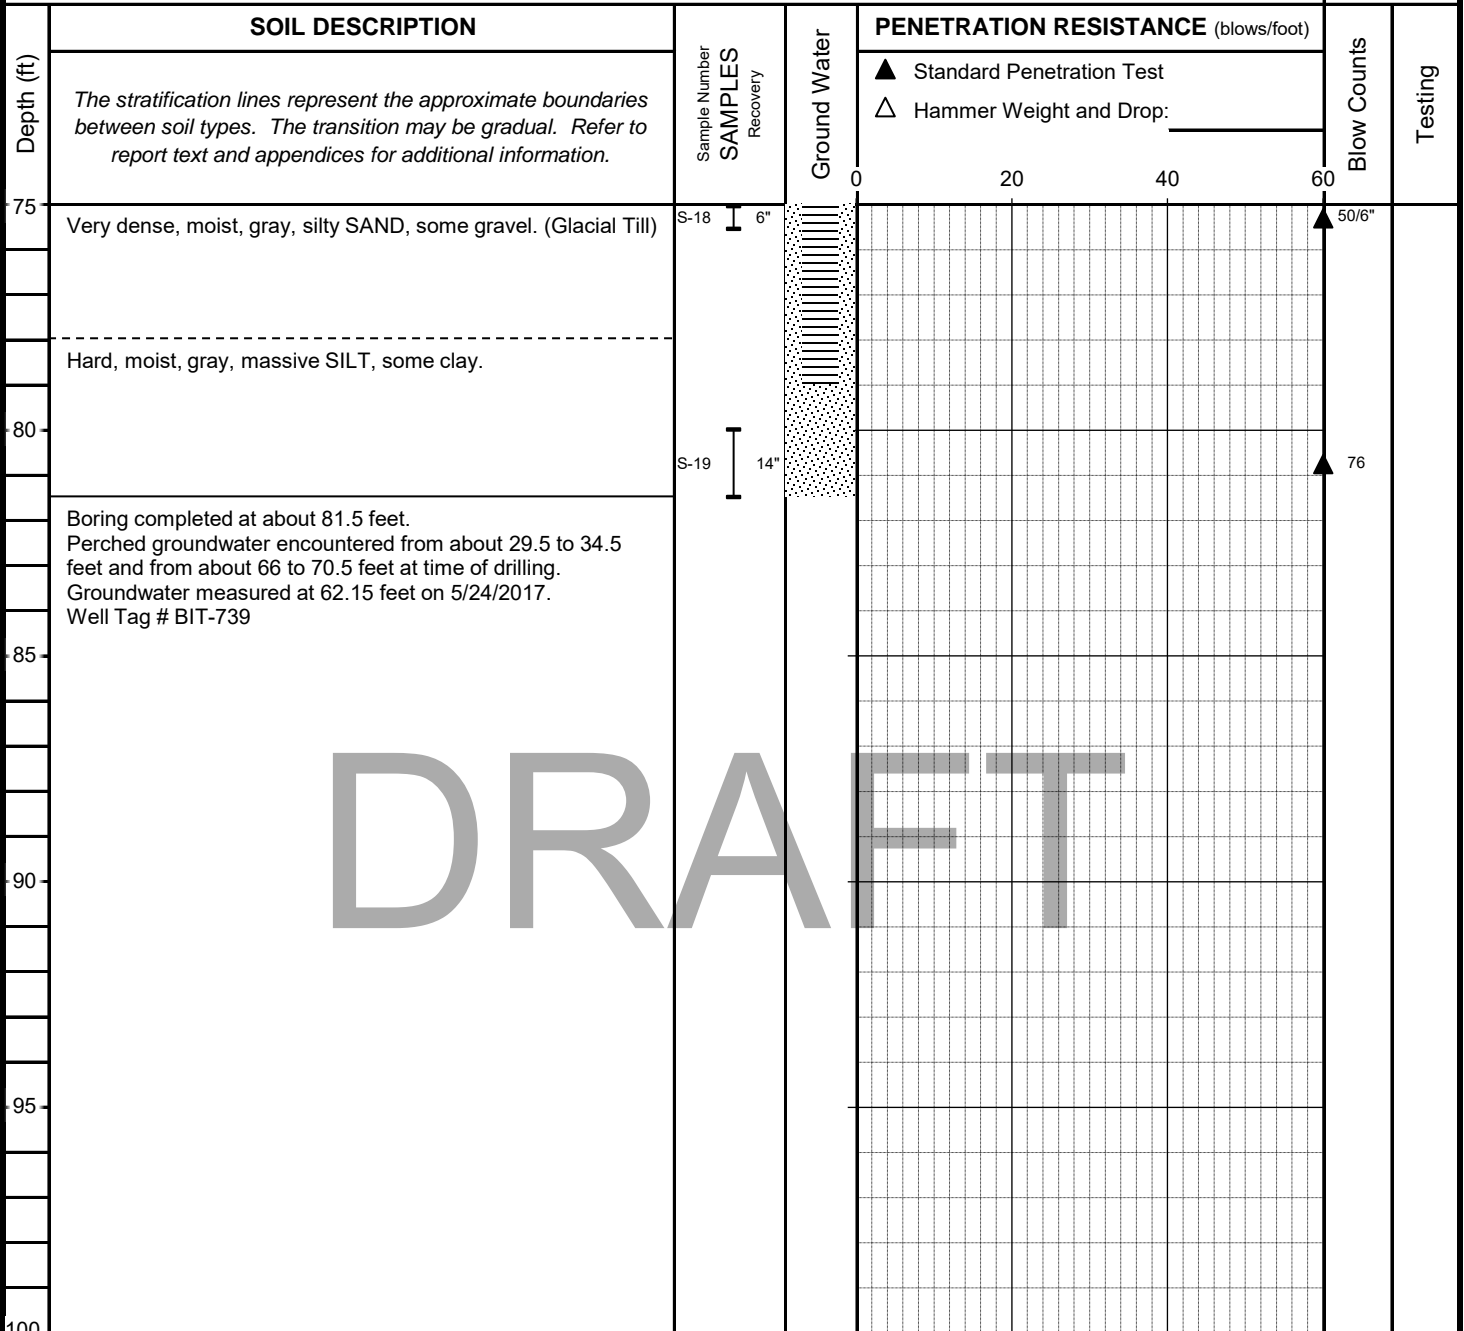 SOIL DESCRIPTION
PENETRATION RESISTANCE (blows/foot)
Depth (ft)
The stratification lines represent the approximate boundaries
between soil types. The transition may be gradual. Refer to
report text and appendices for additional information.
Sample Number
SAMPLES
Recovery
Ground Water
Standard Penetration Test
Hammer Weight and Drop:
Blow Counts
Testing
0 20 40 60
75
Very dense, moist, gray, silty SAND, some gravel. (Glacial Till)
S-18 6"
50/6"
Hard, moist, gray, massive SILT, some clay.
80
S-19 14"
76
Boring completed at about 81.5 feet.
Perched groundwater encountered from about 29.5 to 34.5
feet and from about 66 to 70.5 feet at time of drilling.
Groundwater measured at 62.15 feet on 5/24/2017.
Well Tag # BIT-739
85
DRAFT
90
95
100